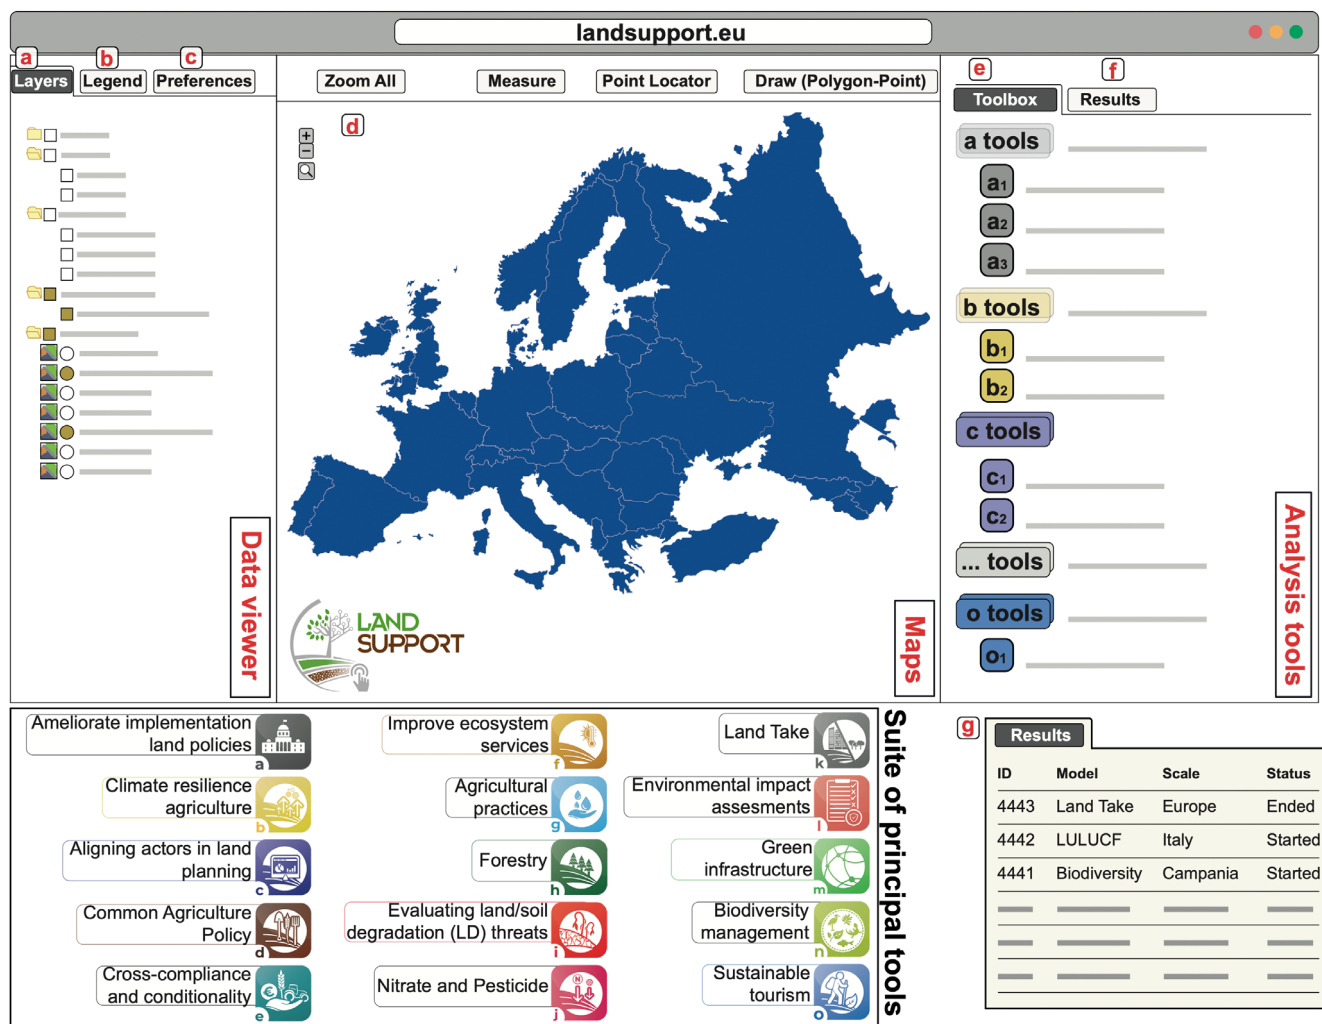 landsupport.eu
a
b
c
Layers
Legend
Preferences
Zoom All
Measure
Point Locator
Draw (Polygon-Point)
e
f
Toolbox
Results
d
+
−
a tools
a1
a2
a3
b tools
b1
b2
c tools
c1
c2
... tools
o tools
o1
Data viewer
Maps
Analysis tools
LAND
SUPPORT
Ameliorate implementation
land policies
a
Climate resilience
agriculture
b
Aligning actors in land
planning
c
Common Agriculture
Policy
d
Cross-compliance
and conditionality
e
Improve ecosystem
services
f
Agricultural
practices
g
Forestry
h
Evaluating land/soil
degradation (LD) threats
i
Nitrate and Pesticide
N
j
Land Take
k
Environmental impact
assesments
l
Green
infrastructure
m
Biodiversity
management
n
Sustainable
tourism
o
Suite of principal tools
g
Results
ID Model Scale Status
4443 Land Take Europe Ended
4442 LULUCF Italy Started
4441 Biodiversity Campania Started